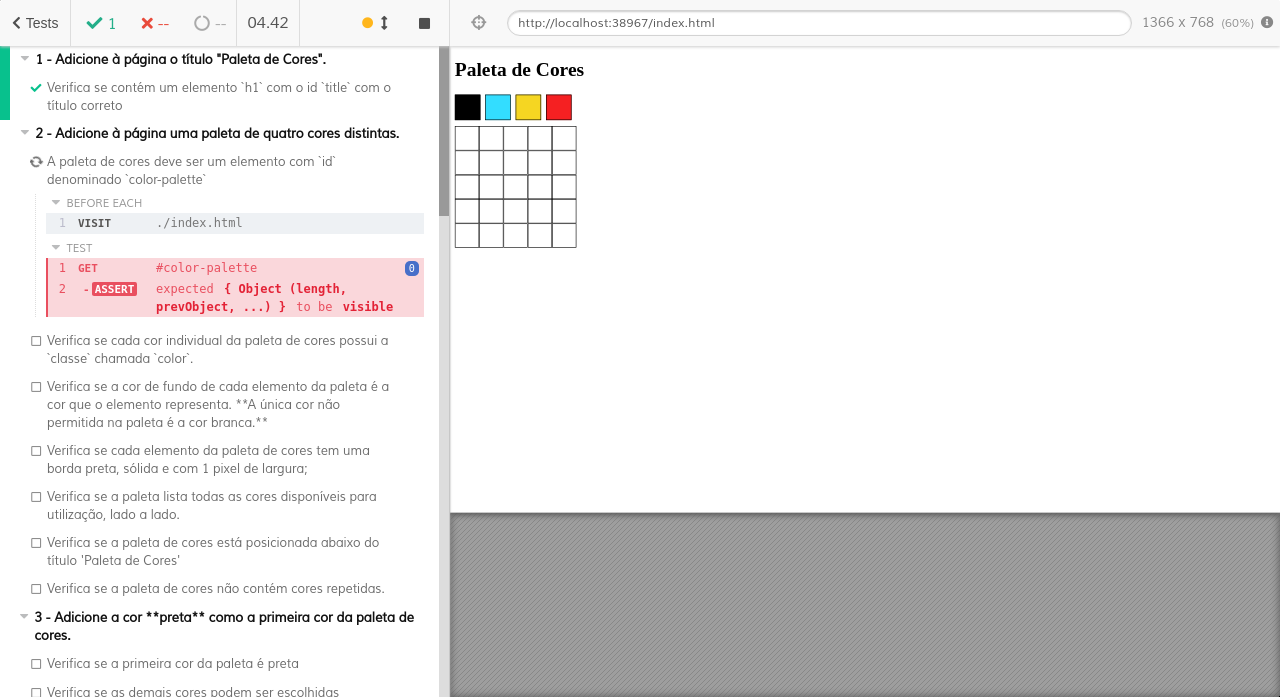 Tests
1
--
--
04.42
http://localhost:38967/index.html
1366 x 768 (60%)
1 - Adicione à página o título "Paleta de Cores".
Verifica se contém um elemento `h1` com o id `title` com o
título correto
2 - Adicione à página uma paleta de quatro cores distintas.
A paleta de cores deve ser um elemento com `id`
denominado `color-palette`
BEFORE EACH
1 VISIT ./index.html
TEST
1 GET #color-palette 0
2 -ASSERT expected { Object (length,
prevObject, ...) } to be visible
Verifica se cada cor individual da paleta de cores possui a
`classe` chamada `color`.
Verifica se a cor de fundo de cada elemento da paleta é a
cor que o elemento representa. **A única cor não
permitida na paleta é a cor branca.**
Verifica se cada elemento da paleta de cores tem uma
borda preta, sólida e com 1 pixel de largura;
Verifica se a paleta lista todas as cores disponíveis para
utilização, lado a lado.
Verifica se a paleta de cores está posicionada abaixo do
título 'Paleta de Cores'
Verifica se a paleta de cores não contém cores repetidas.
3 - Adicione a cor **preta** como a primeira cor da paleta de
cores.
Verifica se a primeira cor da paleta é preta
Verifica se as demais cores podem ser escolhidas
Paleta de Cores